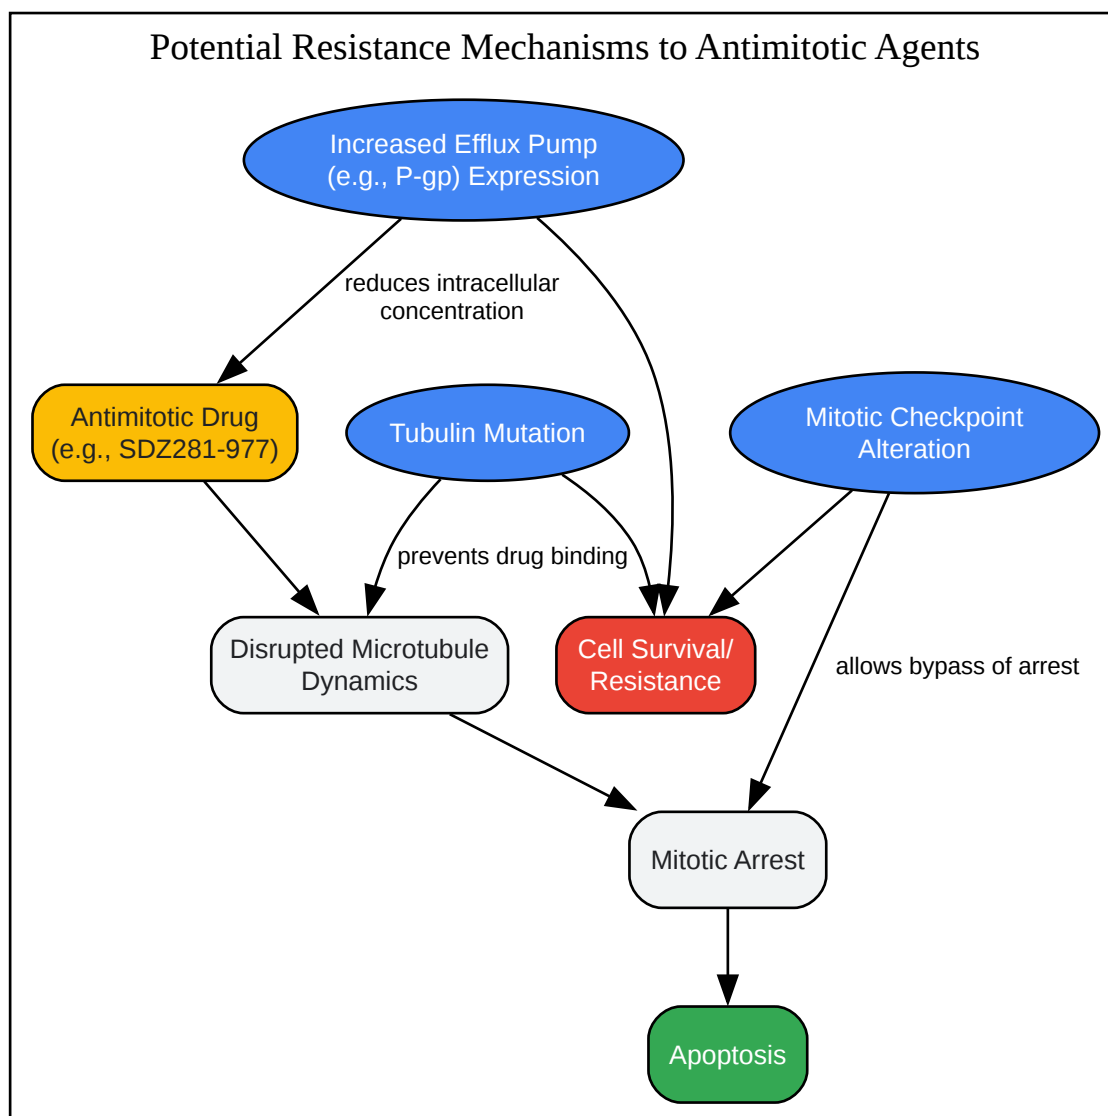 Potential Resistance Mechanisms to Antimitotic Agents
Increased Efflux Pump
(e.g., P-gp) Expression
reduces intracellular
concentration
Antimitotic Drug
(e.g., SDZ281-977)
Tubulin Mutation
Mitotic Checkpoint
Alteration
prevents drug binding
Disrupted Microtubule
Dynamics
Cell Survival/
Resistance
allows bypass of arrest
Mitotic Arrest
Apoptosis